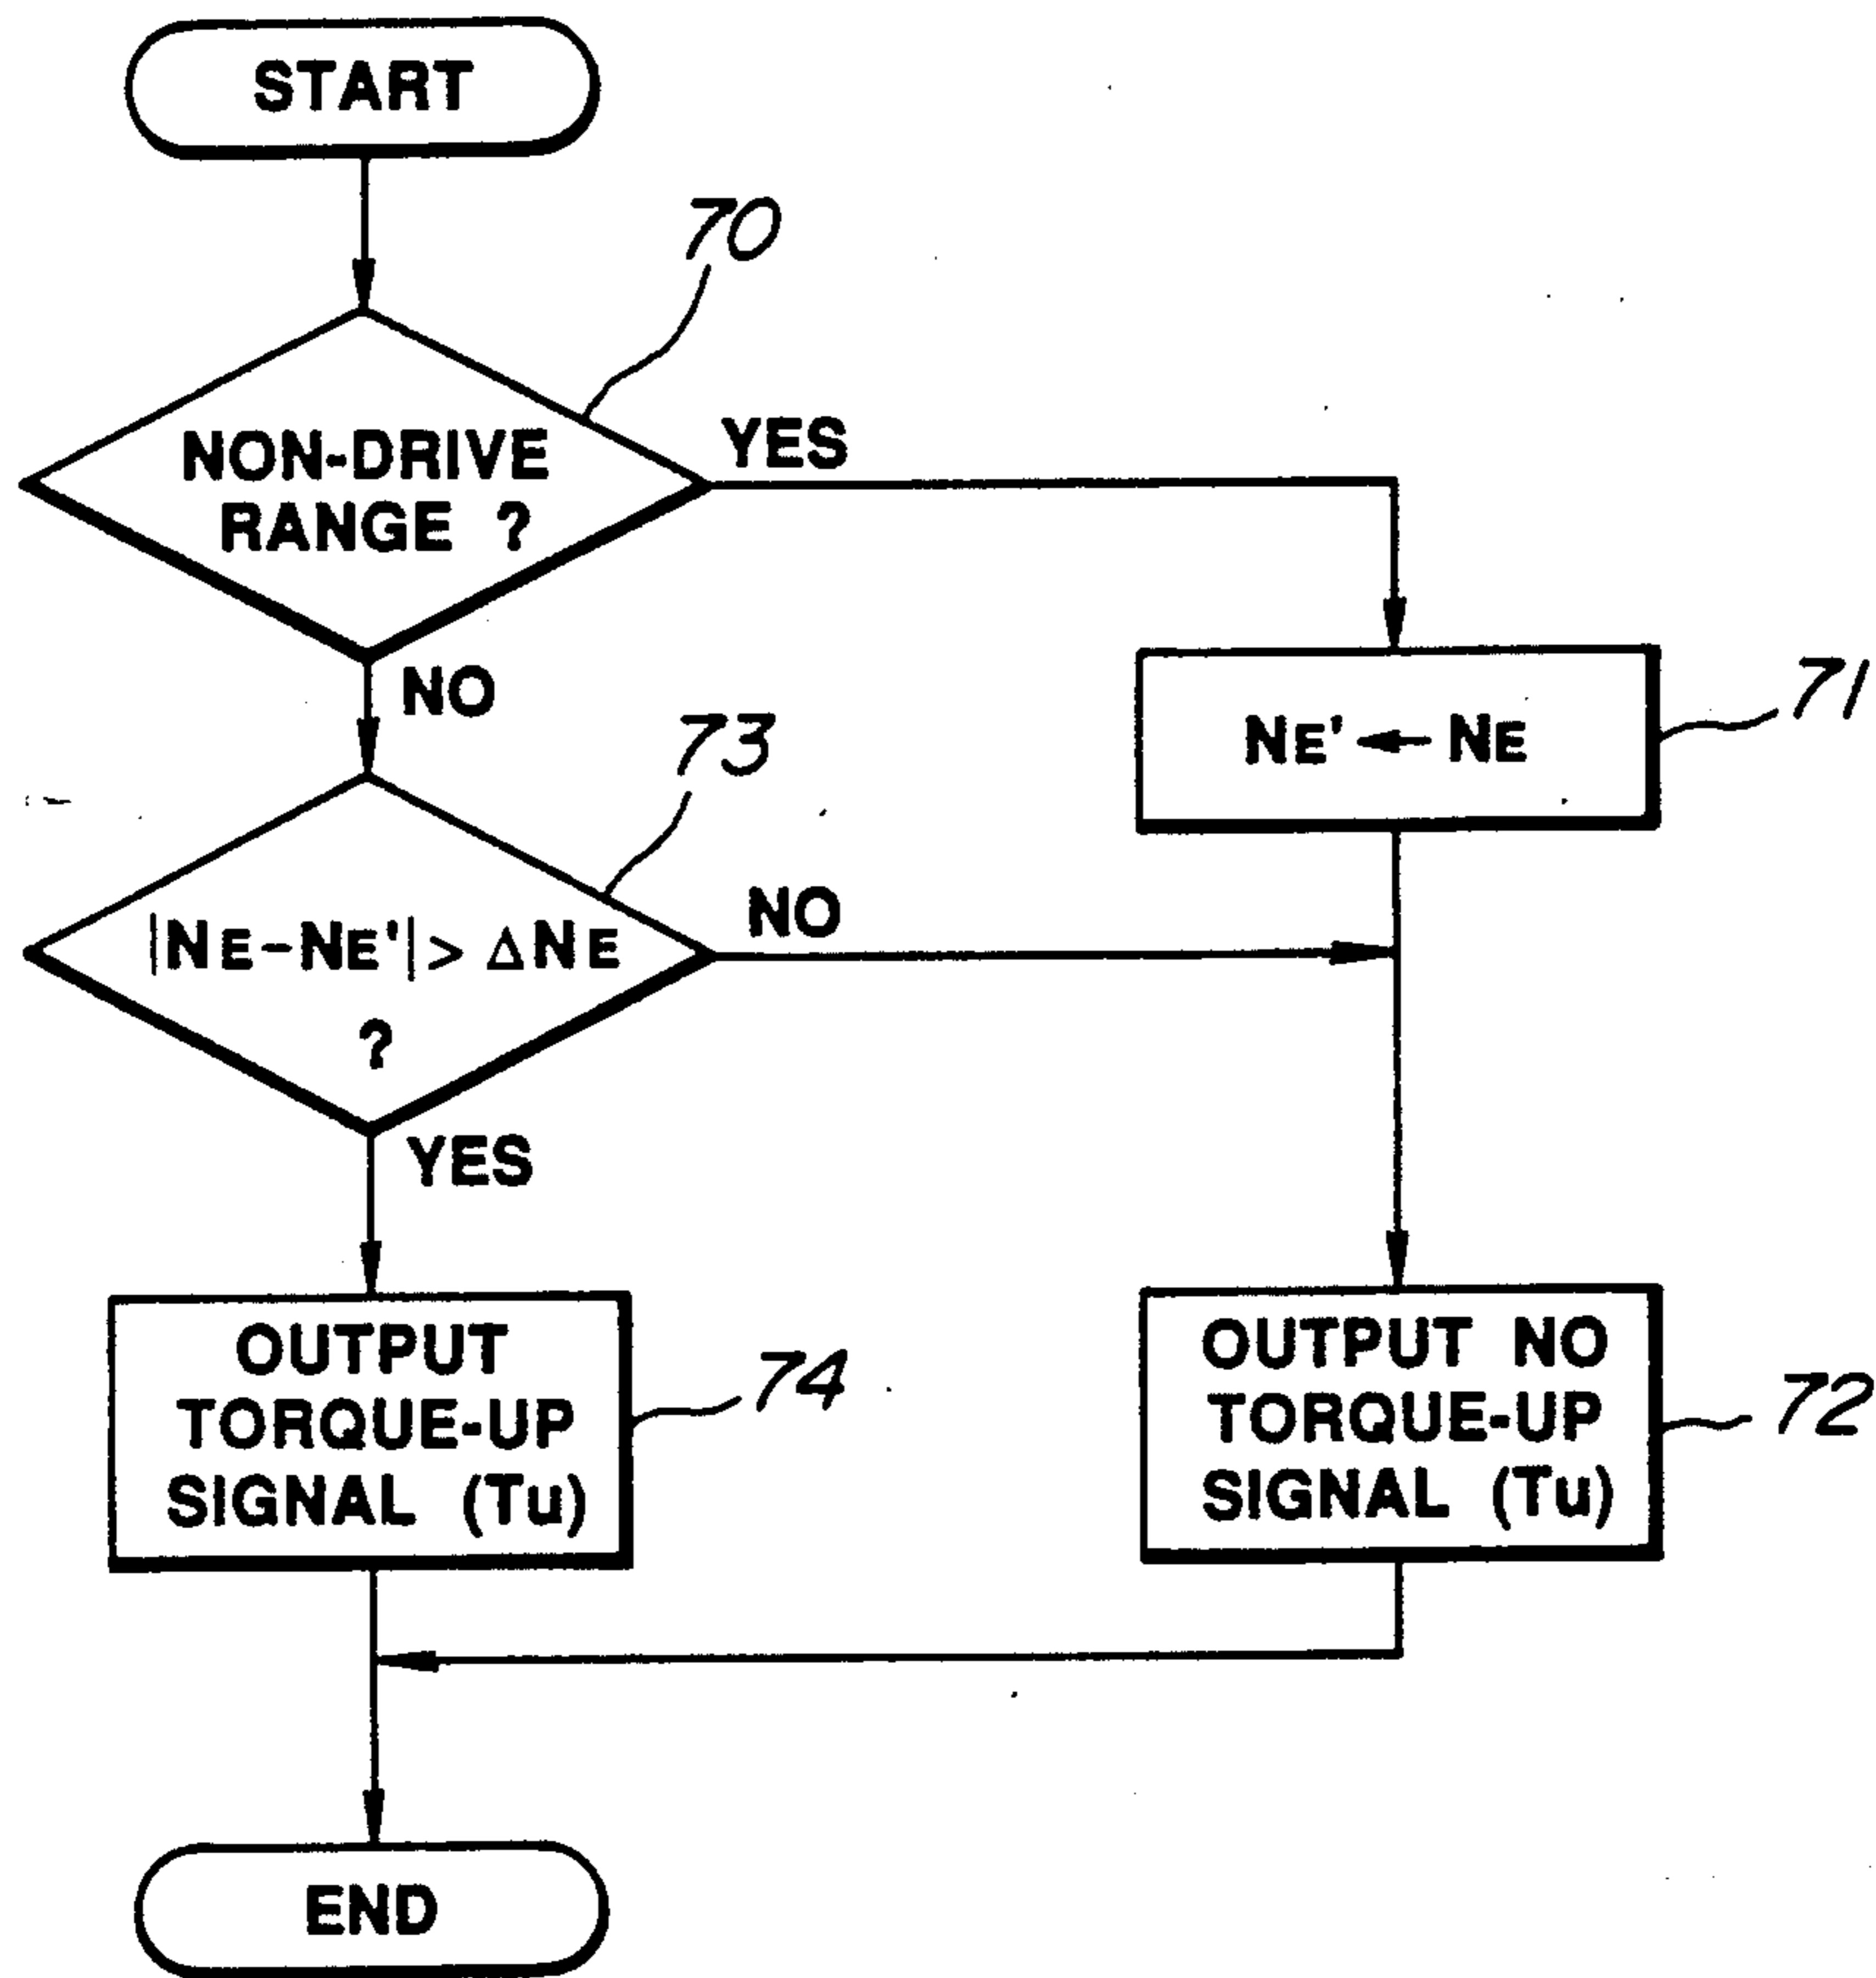 START
70
NON-DRIVE
RANGE ?
YES
NO
71
NE' ← NE
73
|NE-NE'| > ΔNE
?
NO
YES
OUTPUT
TORQUE-UP
SIGNAL (Tu)
74
OUTPUT NO
TORQUE-UP
SIGNAL (Tu)
72
END